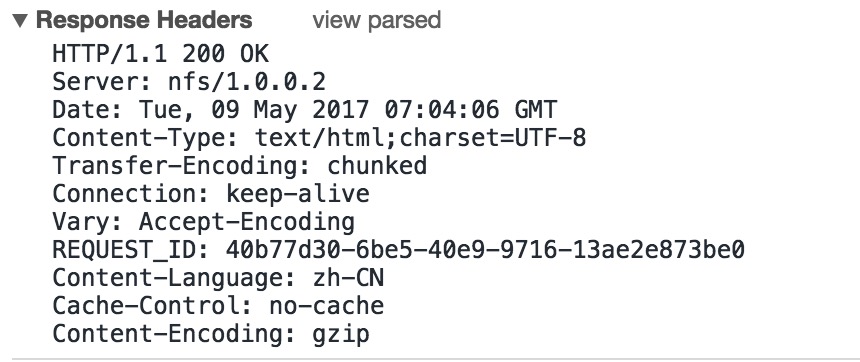 ▼ Response Headers view parsed
HTTP/1.1 200 OK
Server: nfs/1.0.0.2
Date: Tue, 09 May 2017 07:04:06 GMT
Content-Type: text/html;charset=UTF-8
Transfer-Encoding: chunked
Connection: keep-alive
Vary: Accept-Encoding
REQUEST_ID: 40b77d30-6be5-40e9-9716-13ae2e873be0
Content-Language: zh-CN
Cache-Control: no-cache
Content-Encoding: gzip